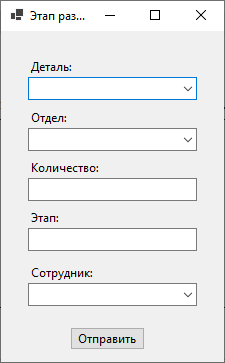 Этап раз...
Деталь:
Отдел:
Количество:
Этап:
Сотрудник:
Отправить